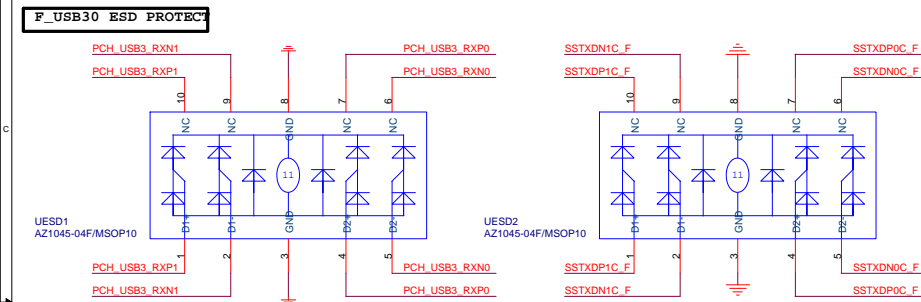 F_USB30 ESD PROTECT
PCH_USB3_RXN1
PCH_USB3_RXP0
SSTXDN1C_F
SSTXDP0C_F
PCH_USB3_RXP1
PCH_USB3_RXN0
SSTXDP1C_F
SSTXDN0C_F
10 9 8 7 6
10 9 8 7 6
NC NC GND NC NC
NC NC GND NC NC
C
11
11
UESD1
AZ1045-04F/MSOP10
D1+ D1- GND D2+ D2-
UESD2
AZ1045-04F/MSOP10
D1+ D1- GND D2+ D2-
1 2 3 4 5
1 2 3 4 5
PCH_USB3_RXP1
PCH_USB3_RXN0
SSTXDP1C_F
SSTXDN0C_F
PCH_USB3_RXN1
PCH_USB3_RXP0
SSTXDN1C_F
SSTXDP0C_F